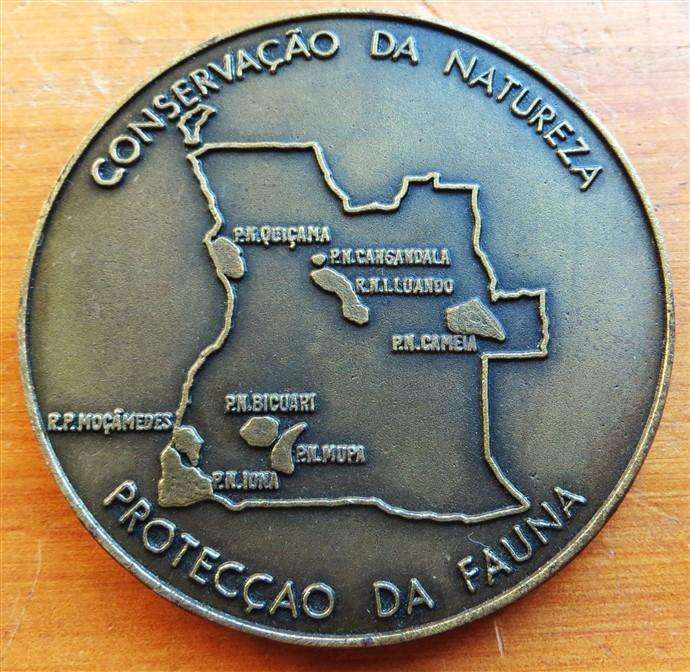 CONSERVAÇÃO DA NATUREZA
P.N.QUIÇAMA
P.N.CANGANDALA
R.N.I.LUANDO
P.N.CAMEIA
P.N.BICUARI
R.P.MOÇÂMEDES
P.N.MUPA
P.N.IONA
PROTECÇAO DA FAUNA